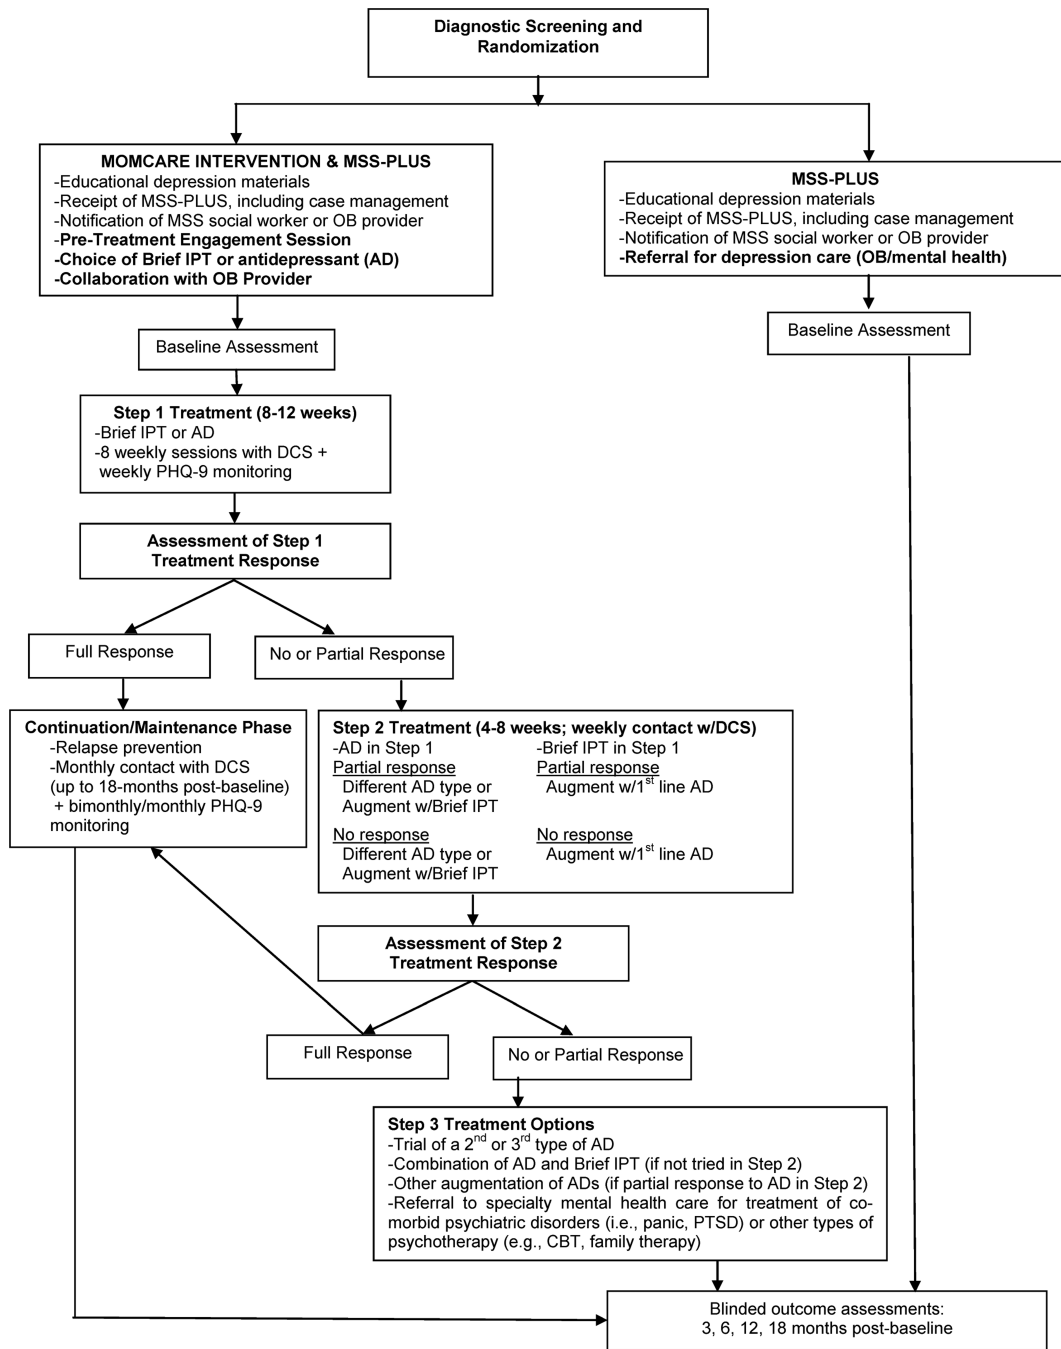 Diagnostic Screening and
Randomization
MOMCARE INTERVENTION & MSS-PLUS
-Educational depression materials
-Receipt of MSS-PLUS, including case management
-Notification of MSS social worker or OB provider
-Pre-Treatment Engagement Session
-Choice of Brief IPT or antidepressant (AD)
-Collaboration with OB Provider
MSS-PLUS
-Educational depression materials
-Receipt of MSS-PLUS, including case management
-Notification of MSS social worker or OB provider
-Referral for depression care (OB/mental health)
Baseline Assessment
Baseline Assessment
Step 1 Treatment (8-12 weeks)
-Brief IPT or AD
-8 weekly sessions with DCS +
weekly PHQ-9 monitoring
Assessment of Step 1
Treatment Response
Full Response
No or Partial Response
Continuation/Maintenance Phase
-Relapse prevention
-Monthly contact with DCS
(up to 18-months post-baseline)
+ bimonthly/monthly PHQ-9
monitoring
Step 2 Treatment (4-8 weeks; weekly contact w/DCS)
-AD in Step 1
Partial response
Different AD type or
Augment w/Brief IPT
No response
Different AD type or
Augment w/Brief IPT
-Brief IPT in Step 1
Partial response
Augment w/1st line AD
No response
Augment w/1st line AD
Assessment of Step 2
Treatment Response
Full Response
No or Partial Response
Step 3 Treatment Options
-Trial of a 2nd or 3rd type of AD
-Combination of AD and Brief IPT (if not tried in Step 2)
-Other augmentation of ADs (if partial response to AD in Step 2)
-Referral to specialty mental health care for treatment of co-
morbid psychiatric disorders (i.e., panic, PTSD) or other types of
psychotherapy (e.g., CBT, family therapy)
Blinded outcome assessments:
3, 6, 12, 18 months post-baseline